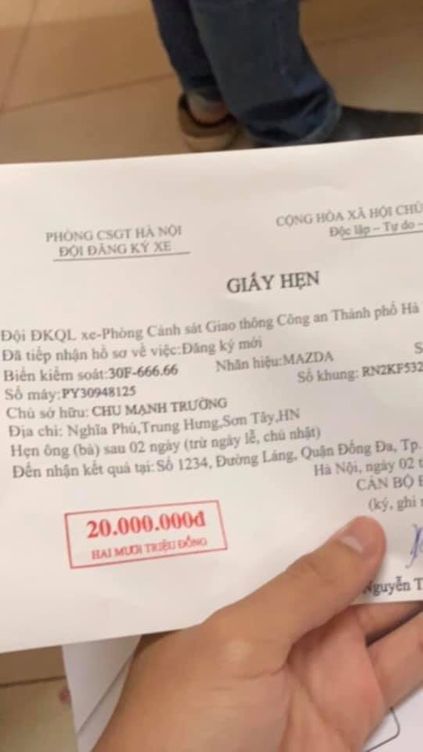 PHÒNG CSGT HÀ NỘI
ĐỘI ĐĂNG KÝ XE
CỘNG HÒA XÃ HỘI CHỦ
Độc lập – Tự do –
GIẤY HẸN
Đội ĐKQL xe-Phòng Cảnh sát Giao thông Công an Thành phố Hà
Đã tiếp nhận hồ sơ về việc:Đăng ký mới
Biển kiểm soát:30F-666.66 Nhãn hiệu:MAZDA S
Số máy:PY30948125 Số khung: RN2KF532
Chủ sở hữu: CHU MẠNH TRƯỜNG
Địa chỉ: Nghĩa Phủ,Trung Hưng,Sơn Tây,HN
Hẹn ông (bà) sau 02 ngày (trừ ngày lễ, chủ nhật)
Đến nhận kết quả tại:Số 1234, Đường Láng, Quận Đống Đa, Tp.
Hà Nội, ngày 02 t
CÁN BỘ
(ký, ghi
20.000.000đ
HAI MƯƠI TRIỆU ĐỒNG
Nguyễn T